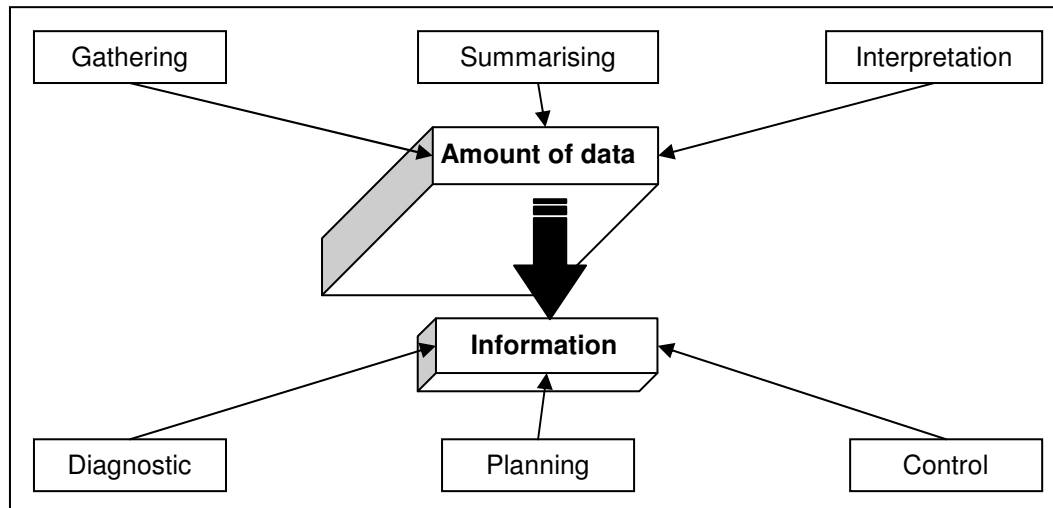 Gathering
Summarising
Interpretation
Amount of data
Information
Diagnostic
Planning
Control